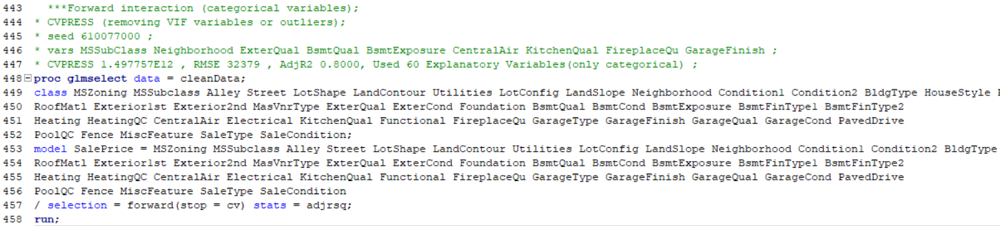 443 ***Forward interaction (categorical variables);
444 * CVPRESS (removing VIF variables or outliers);
445 * seed 610077000 ;
446 * vars MSSubClass Neighborhood ExterQual BsmtQual BsmtExposure CentralAir KitchenQual FireplaceQu GarageFinish ;
447 * CVPRESS 1.497757E12 , RMSE 32379 , AdjR2 0.8000, Used 60 Explanatory Variables(only categorical) ;
448 proc glmselect data = cleanData;
449 class MSZoning MSSubclass Alley Street LotShape LandContour Utilities LotConfig LandSlope Neighborhood Condition1 Condition2 BldgType HouseStyle
450 RoofMatl Exterior1st Exterior2nd MasVnrType ExterQual ExterCond Foundation BsmtQual BsmtCond BsmtExposure BsmtFinType1 BsmtFinType2
451 Heating HeatingQC CentralAir Electrical KitchenQual Functional FireplaceQu GarageType GarageFinish GarageQual GarageCond PavedDrive
452 PoolQC Fence MiscFeature SaleType SaleCondition;
453 model SalePrice = MSZoning MSSubclass Alley Street LotShape LandContour Utilities LotConfig LandSlope Neighborhood Condition1 Condition2 BldgType
454 RoofMatl Exterior1st Exterior2nd MasVnrType ExterQual ExterCond Foundation BsmtQual BsmtCond BsmtExposure BsmtFinType1 BsmtFinType2
455 Heating HeatingQC CentralAir Electrical KitchenQual Functional FireplaceQu GarageType GarageFinish GarageQual GarageCond PavedDrive
456 PoolQC Fence MiscFeature SaleType SaleCondition
457 / selection = forward(stop = cv) stats = adjrsq;
458 run;